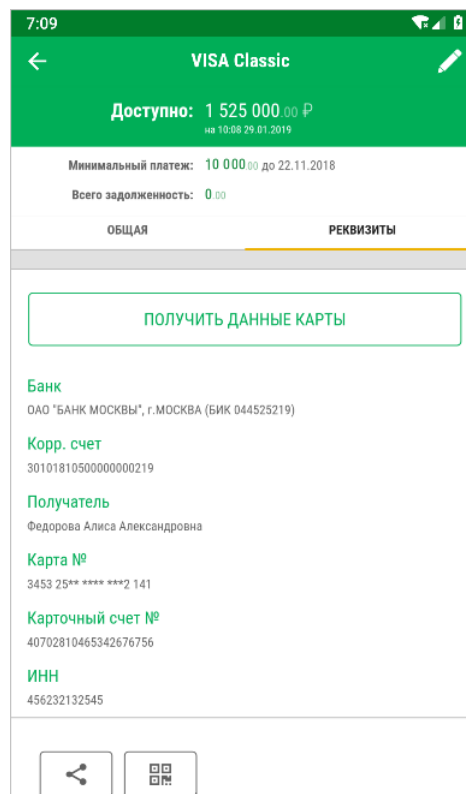 7:09
VISA Classic
Доступно: 1 525 000.00 ₽
на 10:08 29.01.2019
Минимальный платеж: 10 000.00 до 22.11.2018
Всего задолженность: 0.00
ОБЩАЯ РЕКВИЗИТЫ
ПОЛУЧИТЬ ДАННЫЕ КАРТЫ
Банк
ОАО "БАНК МОСКВЫ", г.МОСКВА (БИК 044525219)
Корр. счет
30101810500000000219
Получатель
Федорова Алиса Александровна
Карта №
3453 25** **** ***2 141
Карточный счет №
40702810465342676756
ИНН
456232132545